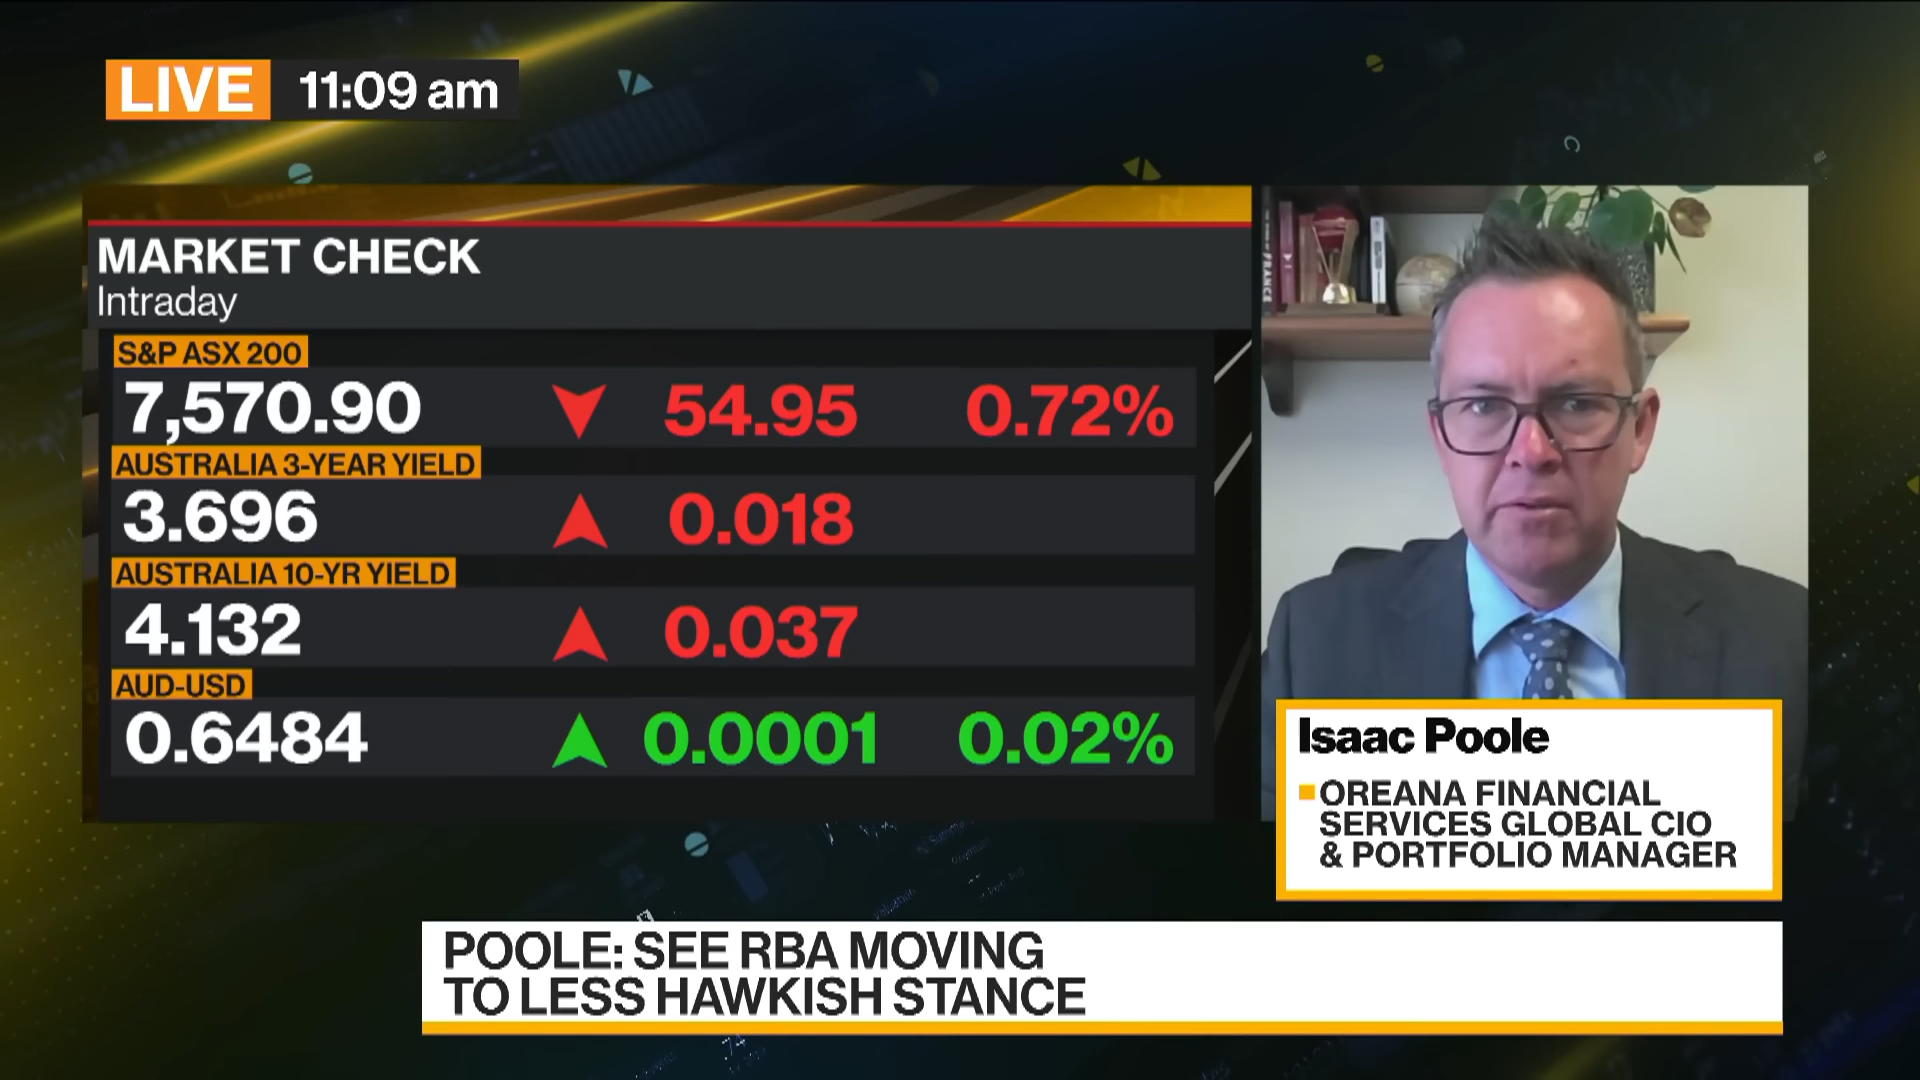 LIVE 11:09 am
MARKET CHECK
Intraday
S&P ASX 200
7,570.90 54.95 0.72%
AUSTRALIA 3-YEAR YIELD
3.696 0.018
AUSTRALIA 10-YR YIELD
4.132 0.037
AUD-USD
0.6484 0.0001 0.02%
Isaac Poole
OREANA FINANCIAL
SERVICES GLOBAL CIO
& PORTFOLIO MANAGER
POOLE: SEE RBA MOVING
TO LESS HAWKISH STANCE